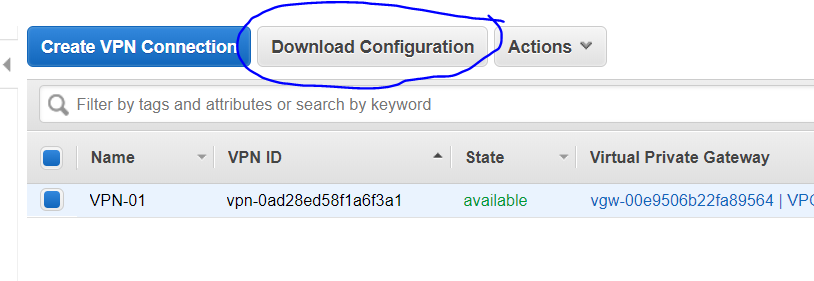 Create VPN Connection Download Configuration Actions
Filter by tags and attributes or search by keyword
Name VPN ID State Virtual Private Gateway
VPN-01 vpn-0ad28ed58f1a6f3a1 available vgw-00e9506b22fa89564 | VPC